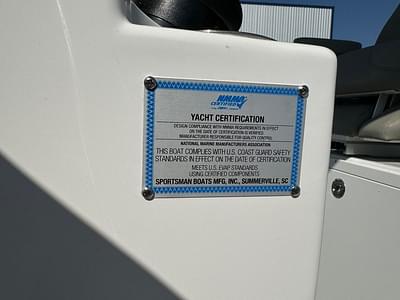 NMMA
CERTIFIED
YACHT CERTIFICATION
DESIGN COMPLIANCE WITH NMMA REQUIREMENTS IN EFFECT
ON THE DATE OF CERTIFICATION IS VERIFIED.
MANUFACTURER RESPONSIBLE FOR QUALITY CONTROL.
NATIONAL MARINE MANUFACTURERS ASSOCIATION
THIS BOAT COMPLIES WITH U.S. COAST GUARD SAFETY
STANDARDS IN EFFECT ON THE DATE OF CERTIFICATION
MEETS U.S. EVAP STANDARDS
USING CERTIFIED COMPONENTS
SPORTSMAN BOATS MFG, INC., SUMMERVILLE, SC